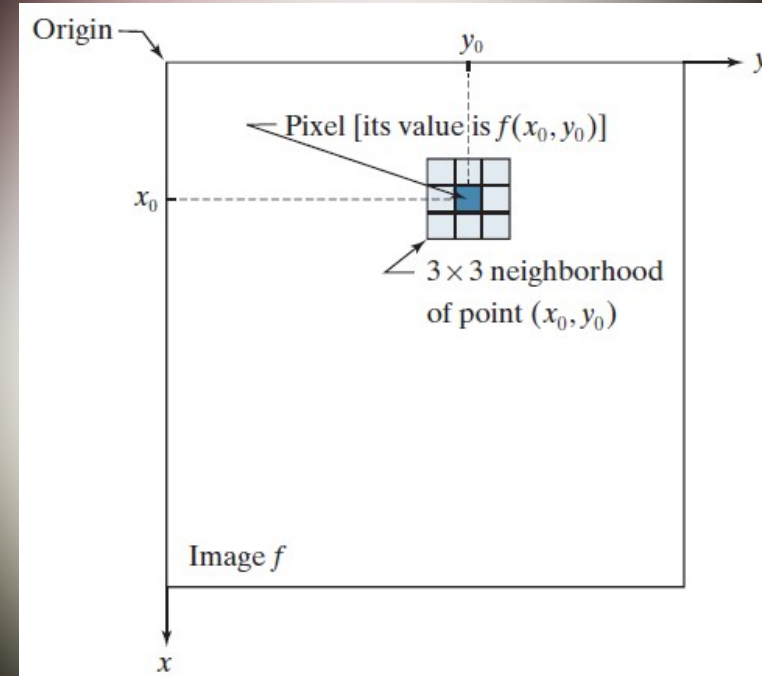 Origin
y₀
y
Pixel [its value is f(x₀, y₀)]
x₀
3 × 3 neighborhood
of point (x₀, y₀)
Image f
x